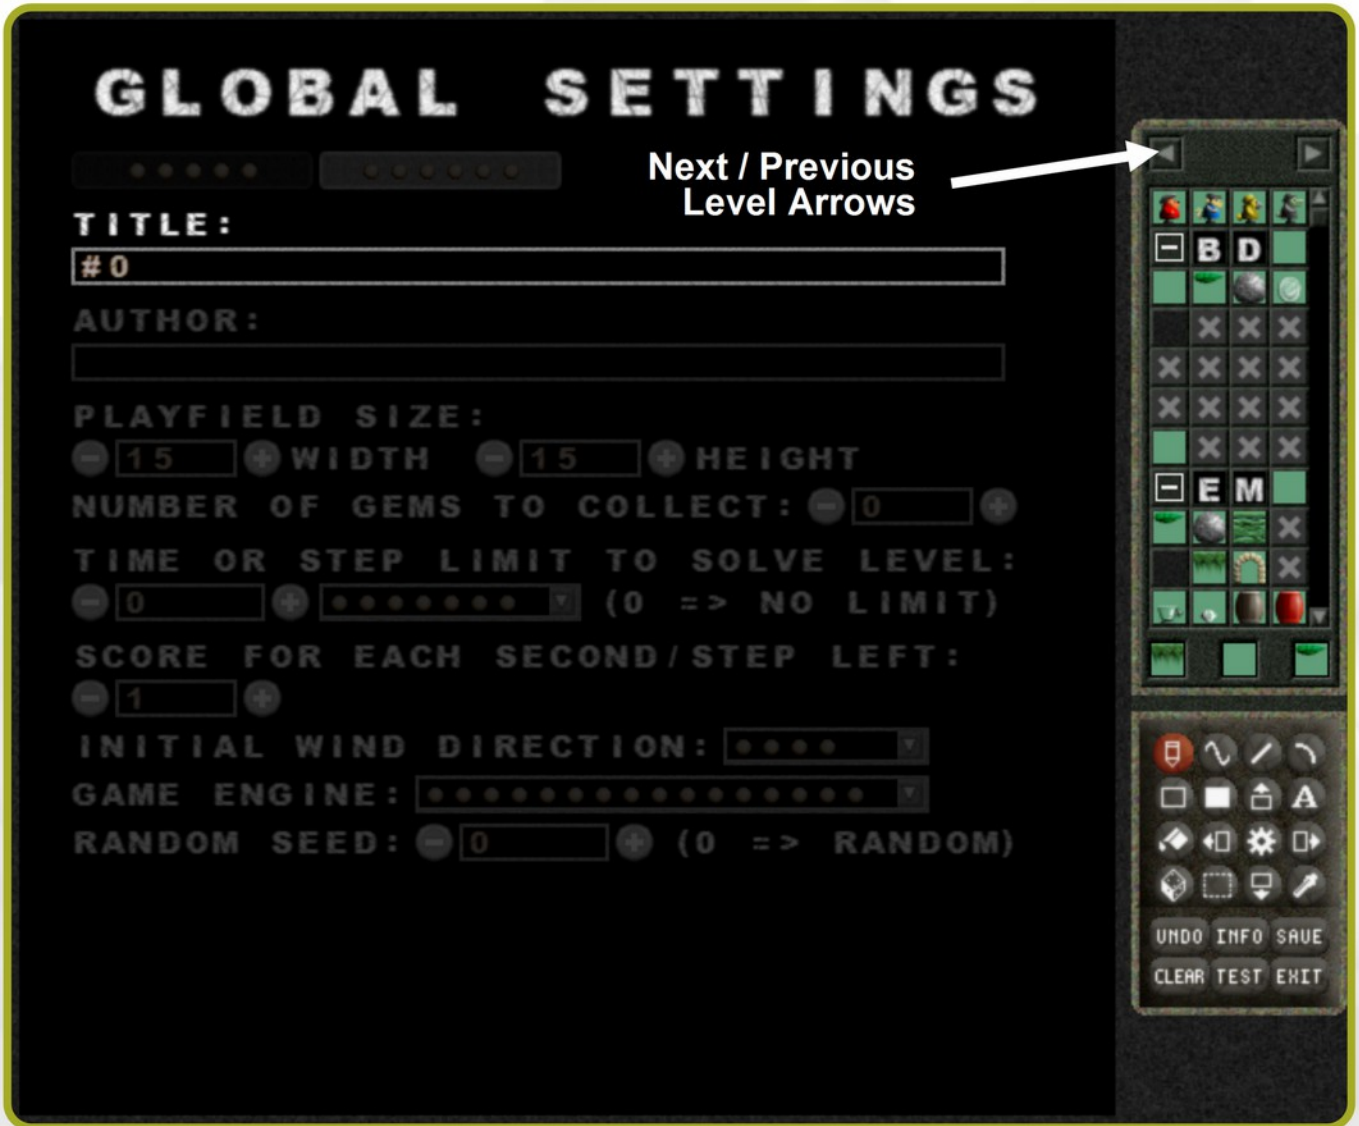 GLOBAL SETTINGS
Next / Previous
Level Arrows
TITLE:
#0
AUTHOR:
PLAYFIELD SIZE:
15 WIDTH 15 HEIGHT
NUMBER OF GEMS TO COLLECT: 0
TIME OR STEP LIMIT TO SOLVE LEVEL:
0 (0 => NO LIMIT)
SCORE FOR EACH SECOND/STEP LEFT:
1
INITIAL WIND DIRECTION:
GAME ENGINE:
RANDOM SEED: 0 (0 => RANDOM)
B D
E M
A
UNDO INFO SAVE
CLEAR TEST EXIT